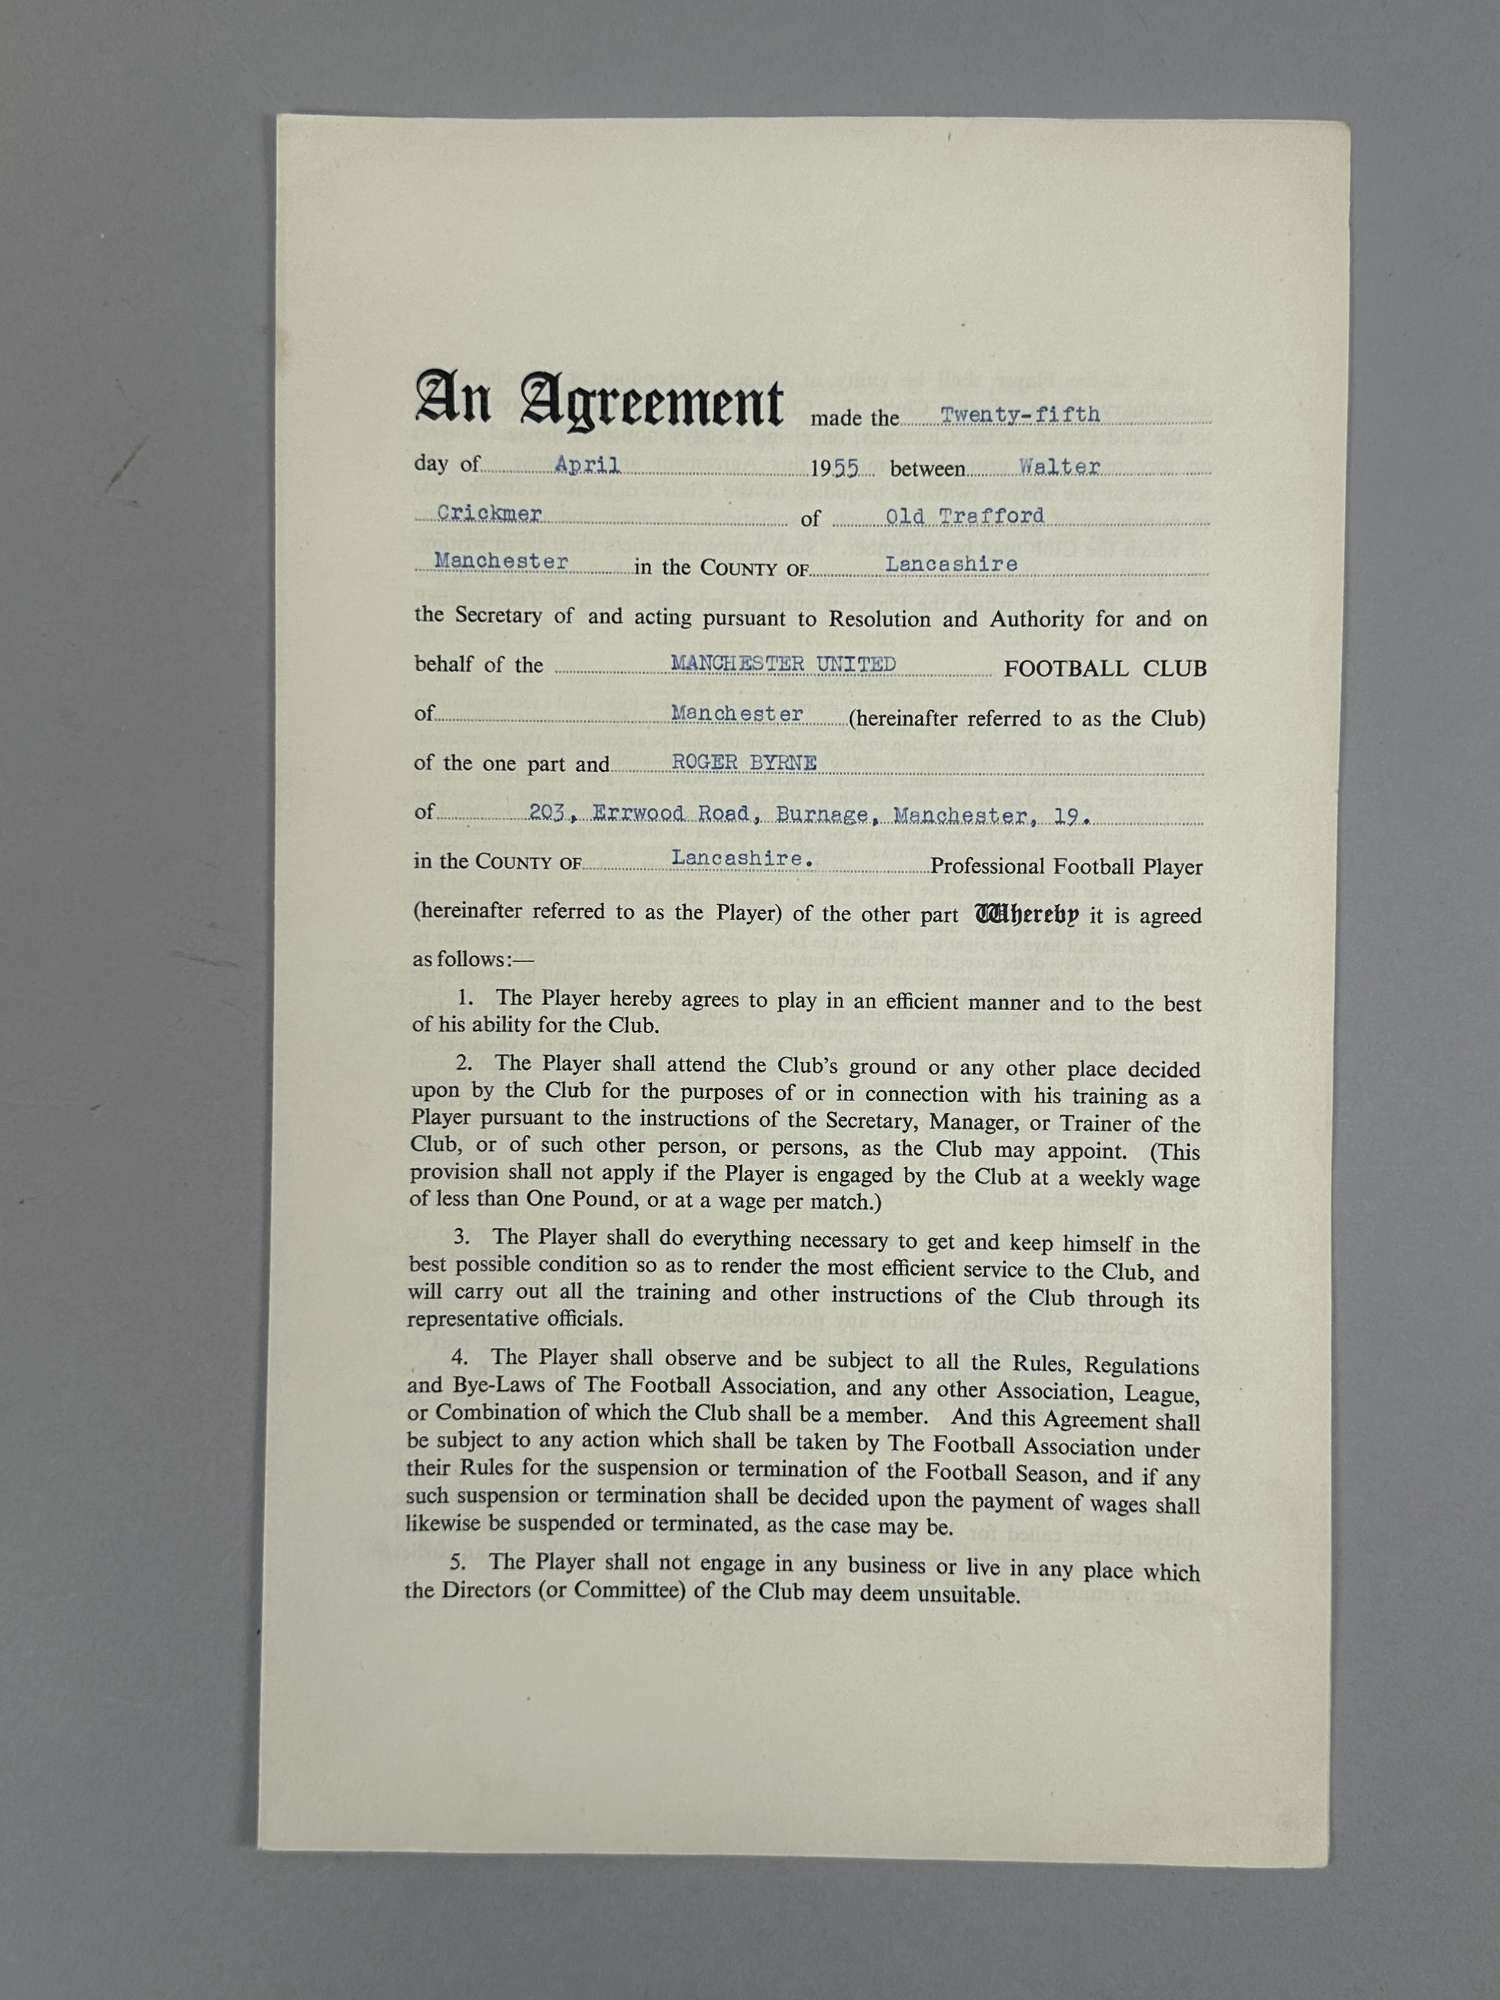 An Agreement made the Twenty-fifth
day of April 1955 between Walter
Crickmer of Old Trafford
Manchester in the COUNTY OF Lancashire
the Secretary of and acting pursuant to Resolution and Authority for and on
behalf of the MANCHESTER UNITED FOOTBALL CLUB
of Manchester (hereinafter referred to as the Club)
of the one part and ROGER BYRNE
of 203, Errwood Road, Burnage, Manchester, 19.
in the COUNTY OF Lancashire. Professional Football Player
(hereinafter referred to as the Player) of the other part Whereby it is agreed
as follows:—
1. The Player hereby agrees to play in an efficient manner and to the best
of his ability for the Club.
2. The Player shall attend the Club's ground or any other place decided
upon by the Club for the purposes of or in connection with his training as a
Player pursuant to the instructions of the Secretary, Manager, or Trainer of the
Club, or of such other person, or persons, as the Club may appoint. (This
provision shall not apply if the Player is engaged by the Club at a weekly wage
of less than One Pound, or at a wage per match.)
3. The Player shall do everything necessary to get and keep himself in the
best possible condition so as to render the most efficient service to the Club, and
will carry out all the training and other instructions of the Club through its
representative officials.
4. The Player shall observe and be subject to all the Rules, Regulations
and Bye-Laws of The Football Association, and any other Association, League,
or Combination of which the Club shall be a member. And this Agreement shall
be subject to any action which shall be taken by The Football Association under
their Rules for the suspension or termination of the Football Season, and if any
such suspension or termination shall be decided upon the payment of wages shall
likewise be suspended or terminated, as the case may be.
5. The Player shall not engage in any business or live in any place which
the Directors (or Committee) of the Club may deem unsuitable.